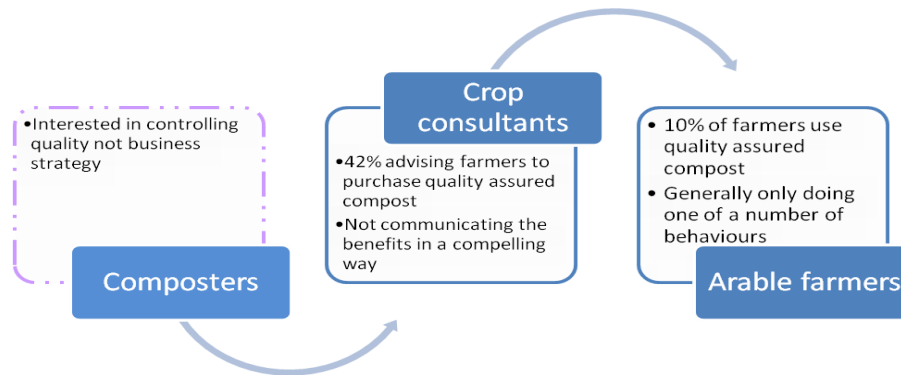 •Interested in controlling
quality not business
strategy
Composters
Crop
consultants
•42% advising farmers to
purchase quality assured
compost
•Not communicating the
benefits in a compelling
way
• 10% of farmers use
quality assured
compost
• Generally only doing
one of a number of
behaviours
Arable farmers